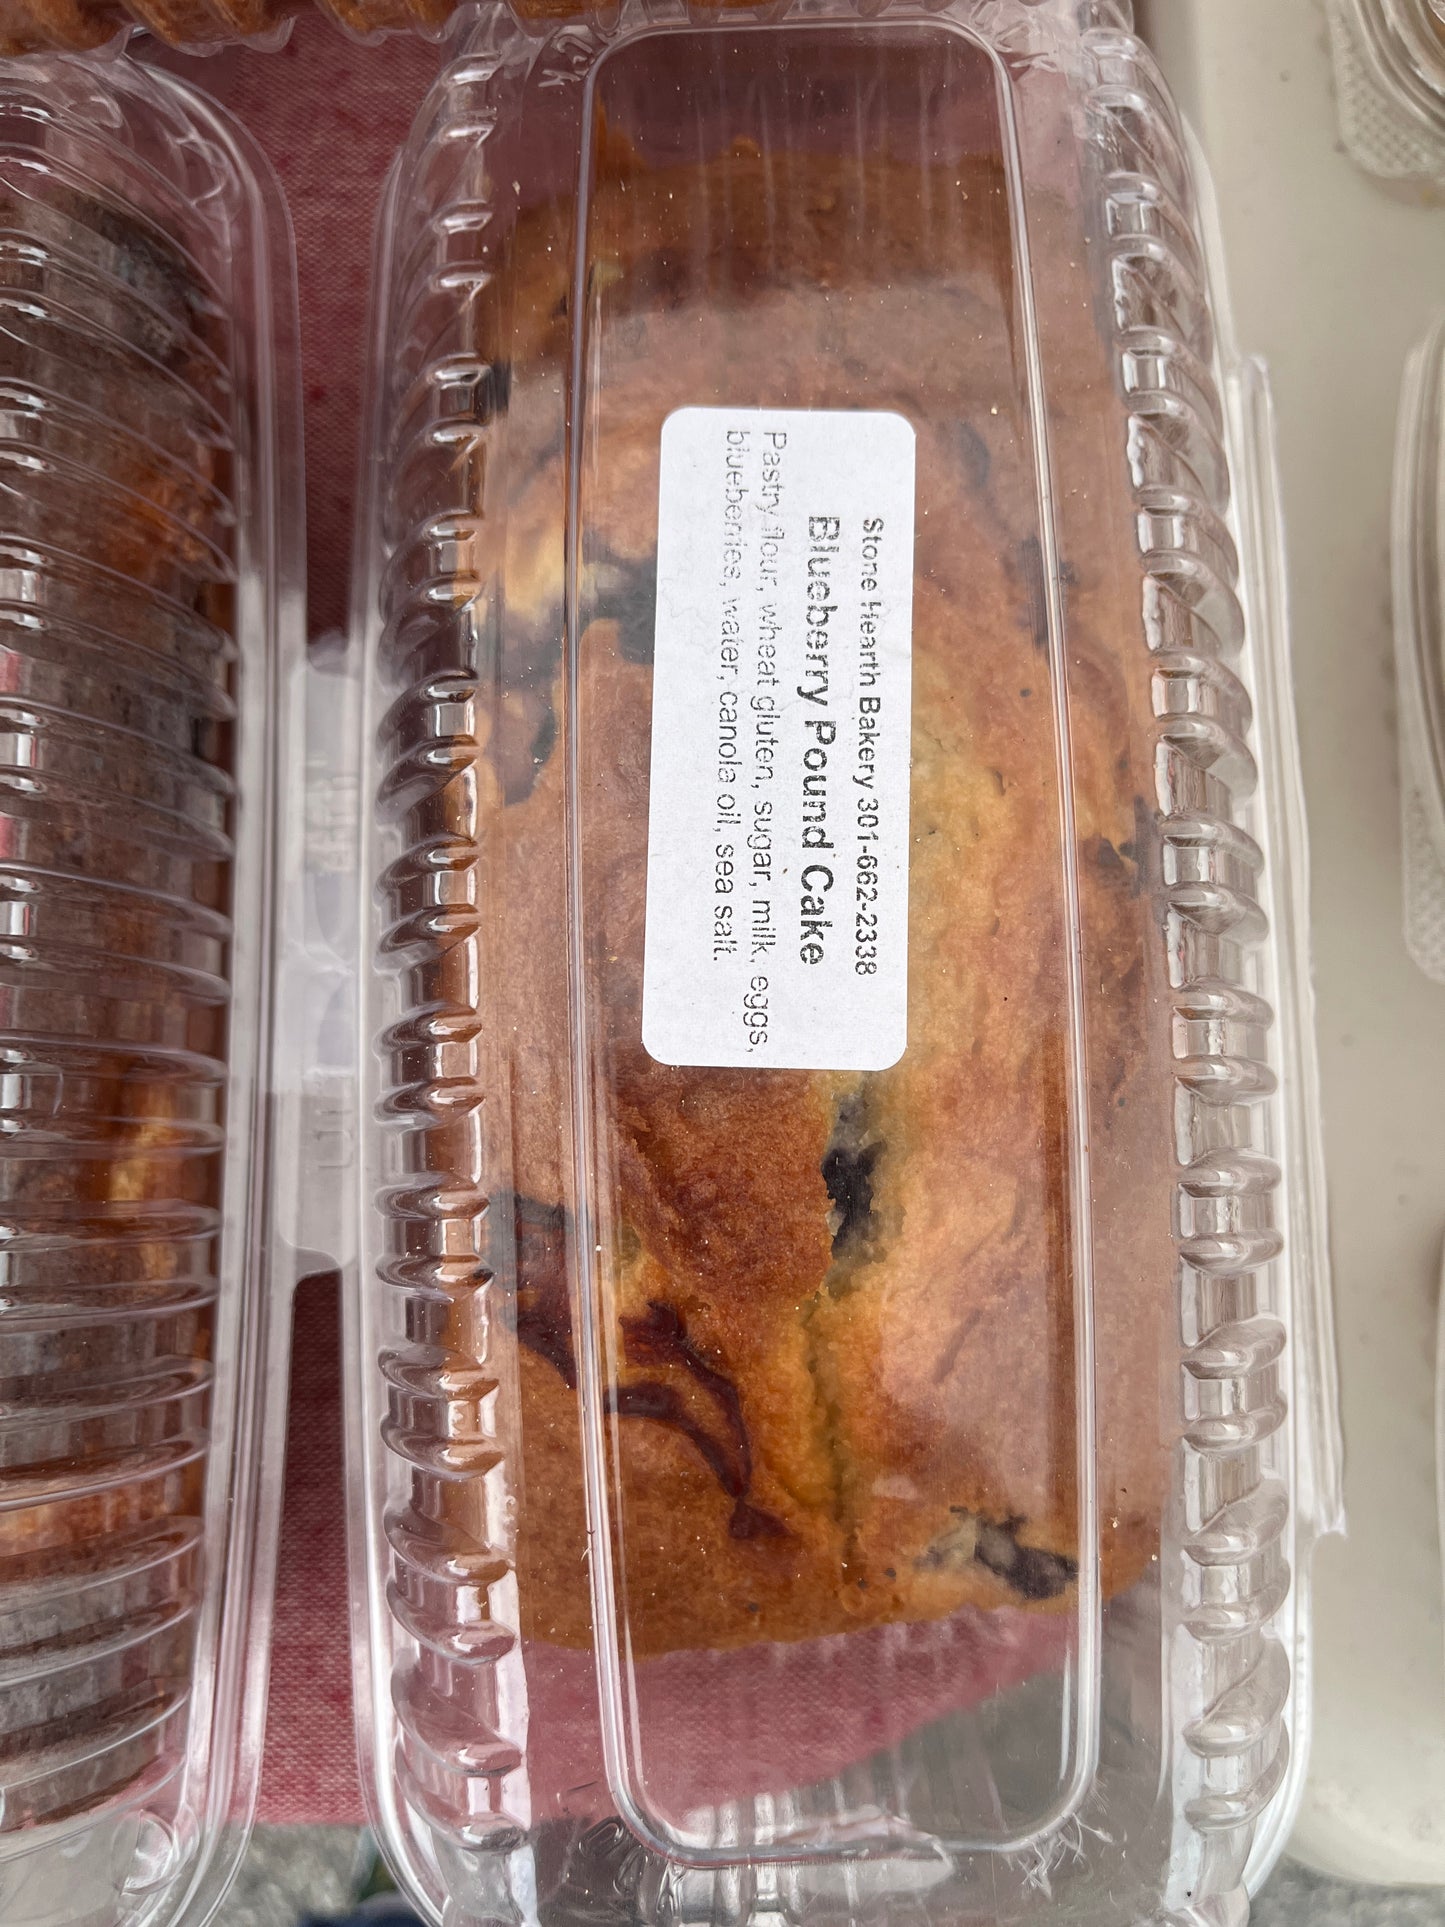 Stone Hearth Bakery 301-662-2338
Blueberry Pound Cake
Pastry flour, wheat gluten, sugar, milk, eggs,
blueberries, water, canola oil, sea salt.